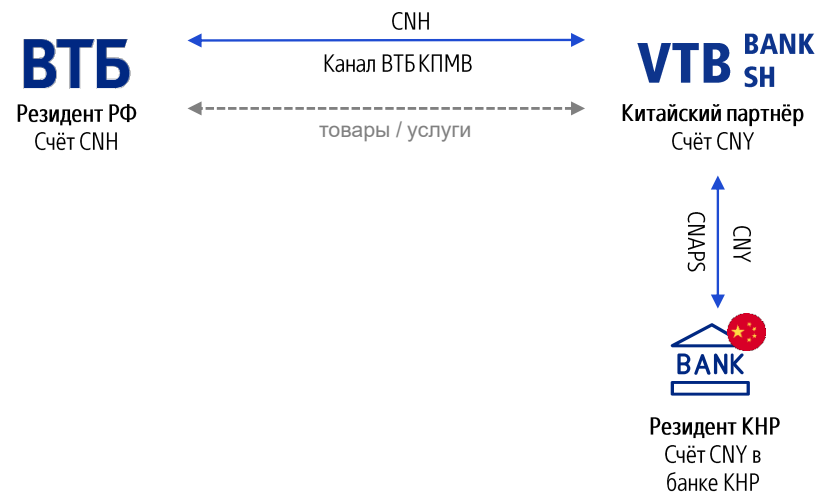 CNH
ВТБ
Канал ВТБ КПМВ
VTB BANK SH
Резидент РФ
Счёт CNH
товары / услуги
Китайский партнёр
Счёт CNY
CNAPS
CNY
BANK
Резидент КНР
Счёт CNY в
банке КНР